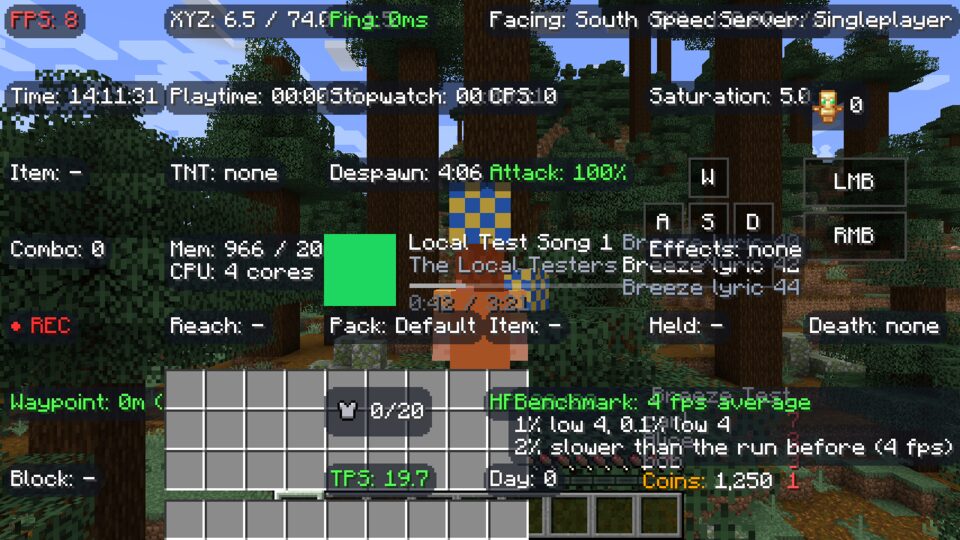 FPS: 8
XYZ: 6.5 / 74.
Ping: 0ms
Facing: South
Speed
Server: Singleplayer
Time: 14:11:31
Playtime: 00:0
Stopwatch: 00:
CPS: 0
Saturation: 5.0
0
Item: -
TNT: none
Despawn: 4:06
Attack: 100%
W
LMB
A S D
RMB
Combo: 0
Mem: 966 / 20
CPU: 4 cores
Local Test Song 1
The Local Testers
0:42 / 3:21
Effects: none
Breeze lyric 42
Breeze lyric 44
REC
Reach: -
Pack: Default
Item: -
Held: -
Death: none
Waypoint: 0m (
0/20
Breeze Test
Benchmark: 4 fps average
1% low 4, 0.1% low 4
2% slower than the run before (4 fps)
Block: -
TPS: 19.7
Day: 0
Coins: 1,250
1